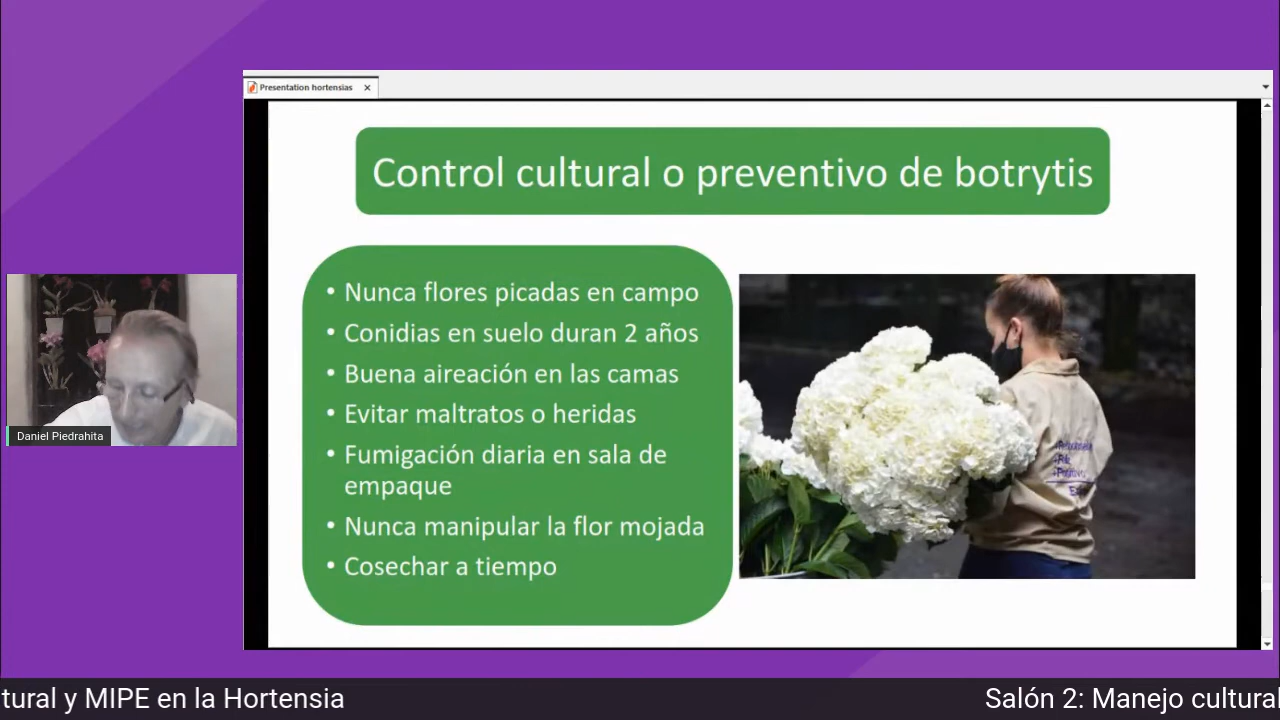 Presentation hortensias
Control cultural o preventivo de botrytis
• Nunca flores picadas en campo
• Conidias en suelo duran 2 años
• Buena aireación en las camas
• Evitar maltratos o heridas
• Fumigación diaria en sala de
empaque
• Nunca manipular la flor mojada
• Cosechar a tiempo
Daniel Piedrahita
tural y MIPE en la Hortensia
Salón 2: Manejo cultural